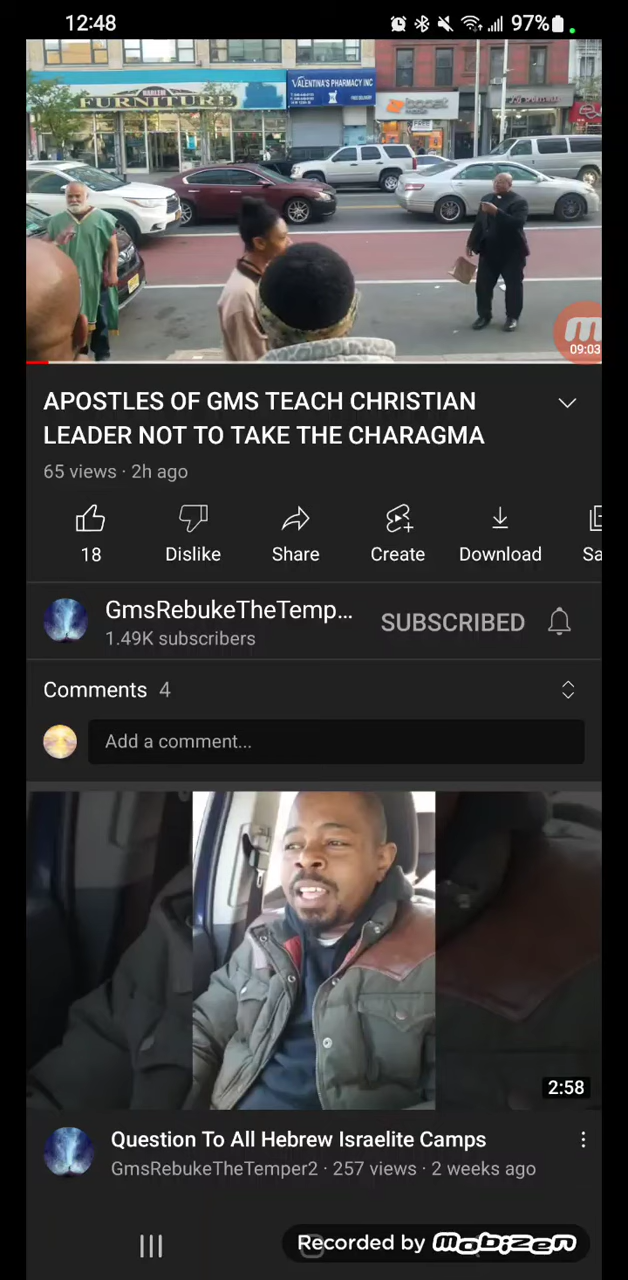 12:48
97%
HARLEM
FURNITURE
VALENTINA'S PHARMACY INC
boost
09:03
APOSTLES OF GMS TEACH CHRISTIAN
LEADER NOT TO TAKE THE CHARAGMA
65 views · 2h ago
18
Dislike
Share
Create
Download
Sa
GmsRebukeTheTemp...
SUBSCRIBED
1.49K subscribers
Comments 4
Add a comment...
2:58
Question To All Hebrew Israelite Camps
GmsRebukeTheTemper2 · 257 views · 2 weeks ago
Recorded by mobizen